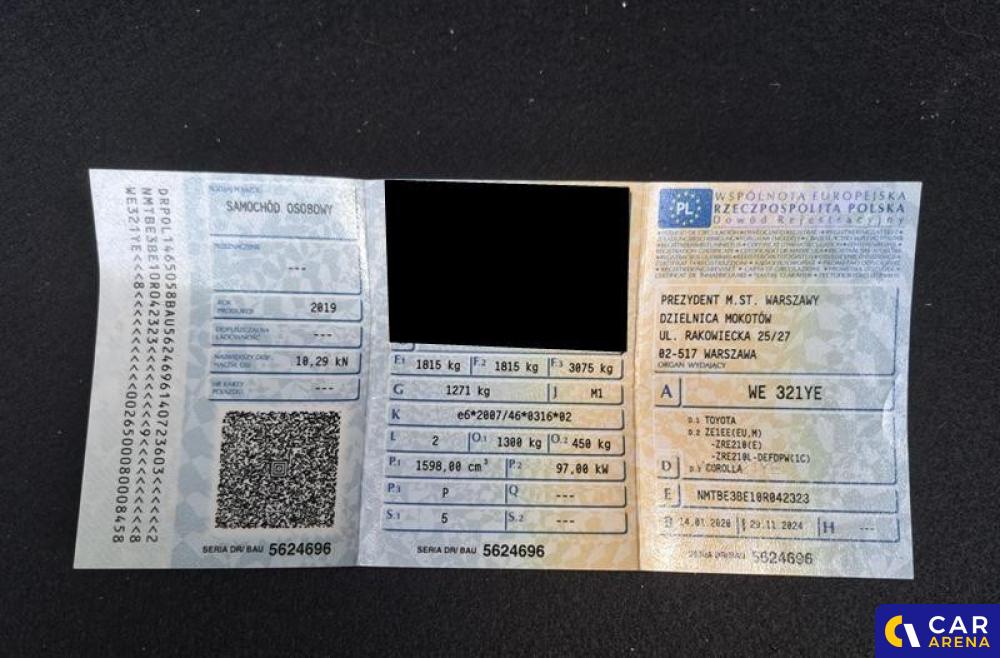 DRPOL1465058BAU5624696140723603<<<<<<2
NMTBE3BE10R042323<<<<<<<9<<<<<<<<<<<<8
WE321YE<<<8<<<<<<<<<<<<<0026500080008458
RODZAJ POJAZDU
SAMOCHÓD OSOBOWY
PRZEZNACZENIE
---
ROK PRODUKCJI
2019
DOPUSZCZALNA ŁADOWNOŚĆ
---
NAJWIĘKSZY DOP. NACISK OSI
10,29 kN
NR KARTY POJAZDU
---
SERIA DR/ BAU 5624696
F.1 1815 kg F.2 1815 kg F.3 3075 kg
G 1271 kg J M1
K e6*2007/46*0316*02
L 2 O.1 1300 kg O.2 450 kg
P.1 1598,00 cm³ P.2 97,00 kW
P.3 P Q ---
S.1 5 S.2 ---
SERIA DR/ BAU 5624696
PL
WSPÓLNOTA EUROPEJSKA
RZECZPOSPOLITA POLSKA
Dowód Rejestracyjny
PREZYDENT M.ST. WARSZAWY
DZIELNICA MOKOTÓW
UL. RAKOWIECKA 25/27
02-517 WARSZAWA
ORGAN WYDAJĄCY
A WE 321YE
D.1 TOYOTA
D.2 ZE1EE(EU,M)
-ZRE210(E)
-ZRE210L-DEFDPW(1C)
D D.3 COROLLA
E NMTBE3BE10R042323
B 14.01.2020 I 29.11.2024 H ---
SERIA DR/BAU 5624696
CAR
ARENA